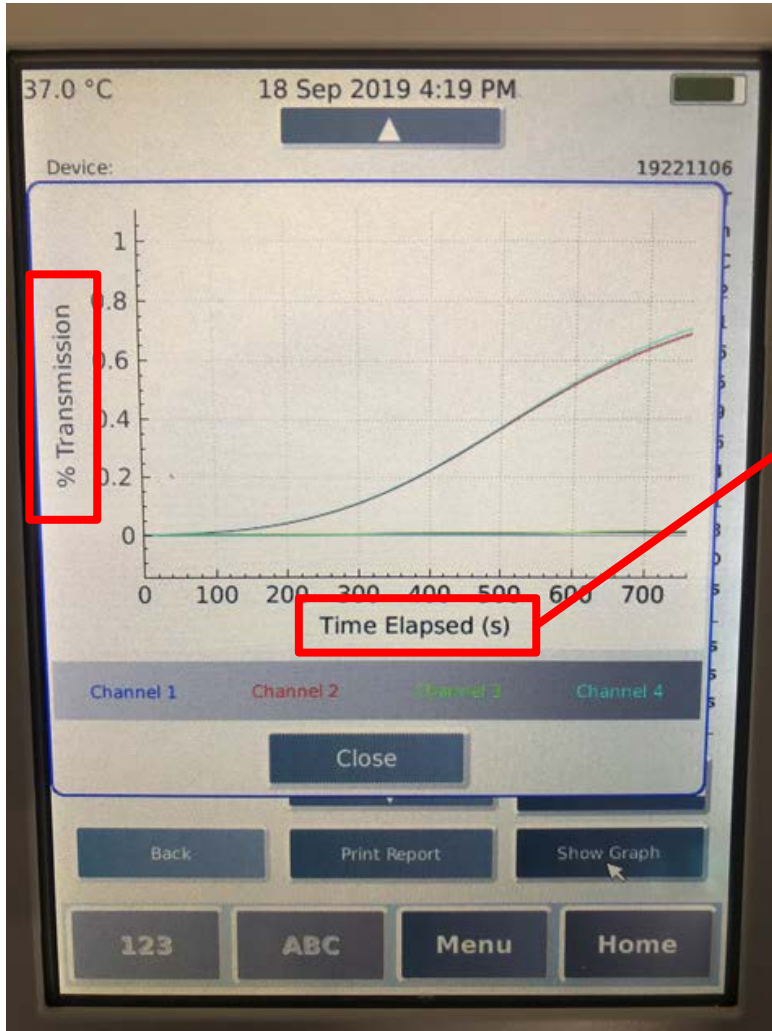 37.0 °C 18 Sep 2019 4:19 PM
Device: 19221106
1
0.8
0.6
0.4
0.2
0
% Transmission
0 100 200 300 400 500 600 700
Time Elapsed (s)
Channel 1 Channel 2 Channel 3 Channel 4
Close
Back Print Report Show Graph
123 ABC Menu Home